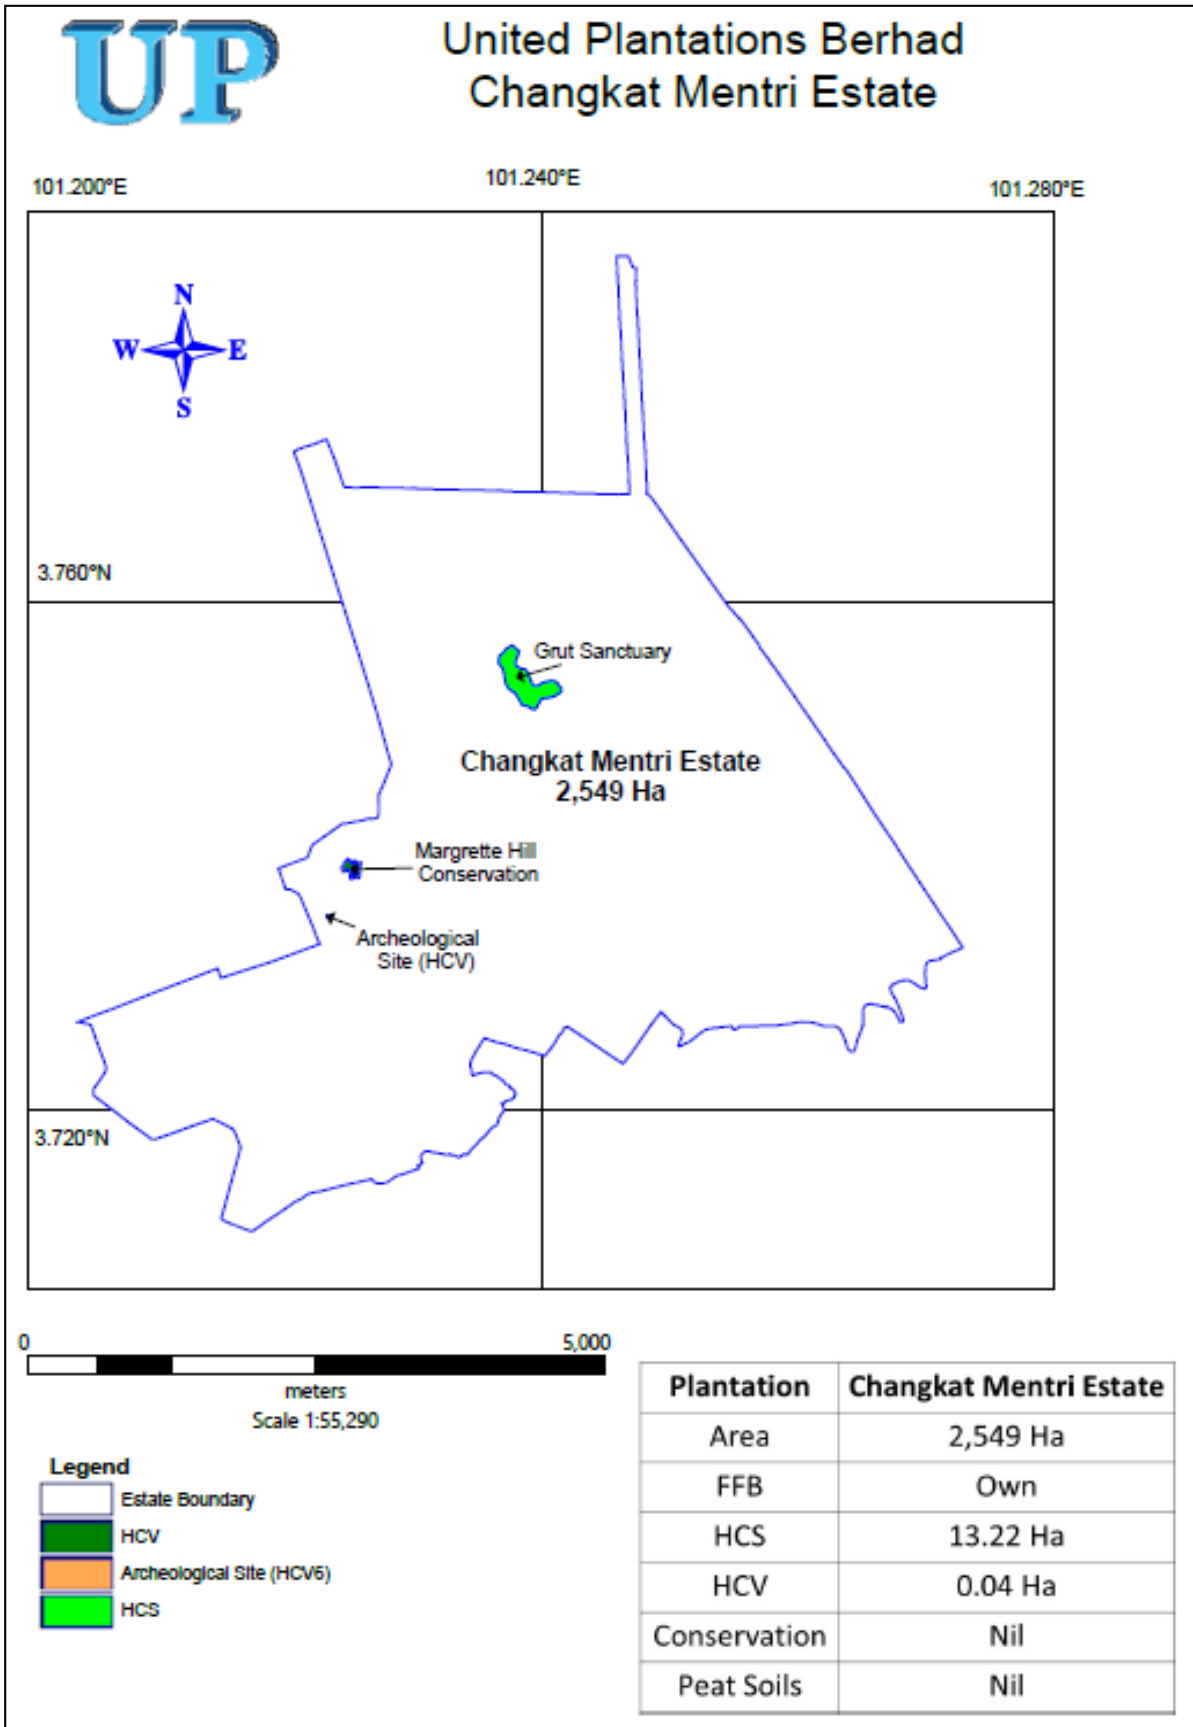 UP
United Plantations Berhad
Changkat Mentri Estate
101.200°E
101.240°E
101.280°E
N
W
E
S
3.760°N
Grut Sanctuary
Changkat Mentri Estate
2,549 Ha
Margrette Hill
Conservation
Archeological
Site (HCV)
3.720°N
0
5,000
meters
Scale 1:55,290
Legend
Estate Boundary
HCV
Archeological Site (HCV6)
HCS
Plantation Changkat Mentri Estate
Area 2,549 Ha
FFB Own
HCS 13.22 Ha
HCV 0.04 Ha
Conservation Nil
Peat Soils Nil